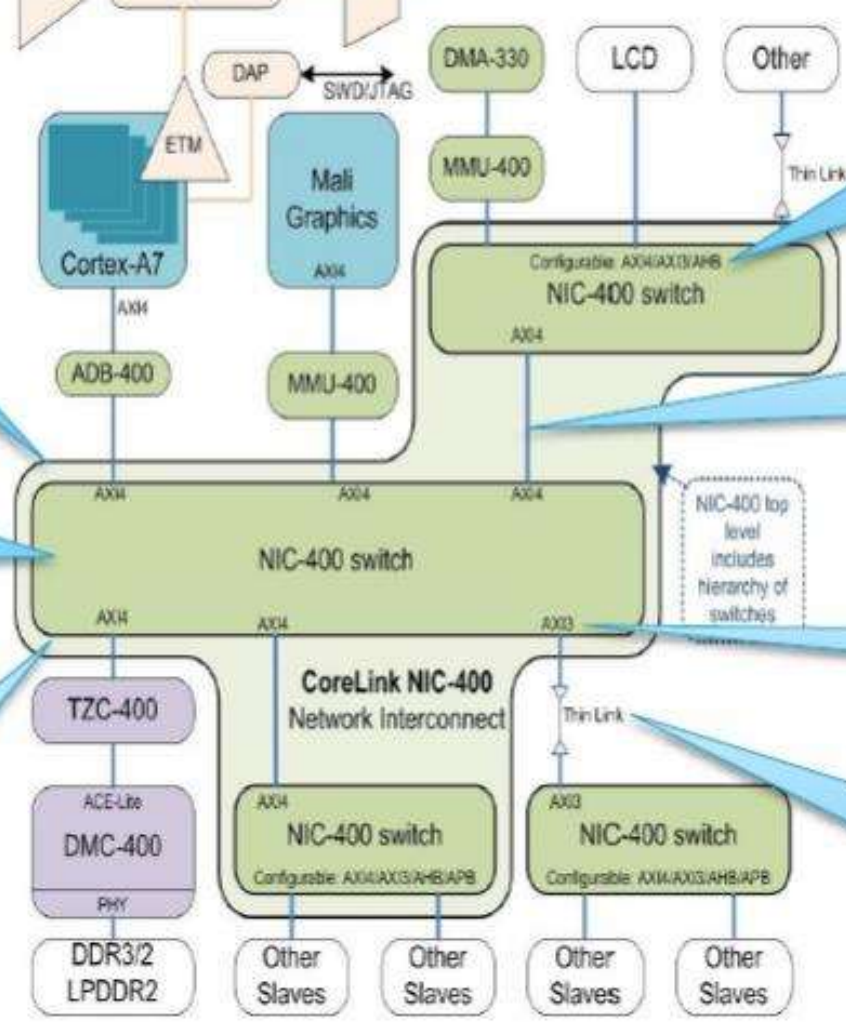 DMA-330
LCD
Other
DAP
SWD/JTAG
ETM
MMU-400
Thin Link
Mali
Graphics
Cortex-A7
AXI4
Configurable: AXI4/AXI3/AHB
NIC-400 switch
AXI4
AXI4
ADB-400
MMU-400
AXI4
AXI4
AXI4
NIC-400 top
level
includes
hierarchy of
switches
NIC-400 switch
AXI4
AXI4
AXI3
CoreLink NIC-400
Network Interconnect
TZC-400
Thin Link
ACE-Lite
DMC-400
PHY
AXI4
NIC-400 switch
Configurable: AXI4/AXI3/AHB/APB
AXI3
NIC-400 switch
Configurable: AXI4/AXI3/AHB/APB
DDR3/2
LPDDR2
Other
Slaves
Other
Slaves
Other
Slaves
Other
Slaves